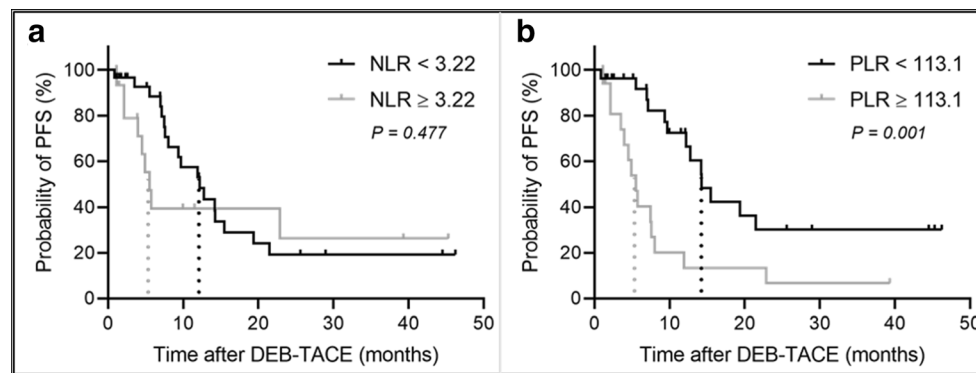 a
NLR < 3.22
NLR ≥ 3.22
P = 0.477
Probability of PFS (%)
100
80
60
40
20
0
0 10 20 30 40 50
Time after DEB-TACE (months)
b
PLR < 113.1
PLR ≥ 113.1
P = 0.001
Probability of PFS (%)
100
80
60
40
20
0
0 10 20 30 40 50
Time after DEB-TACE (months)